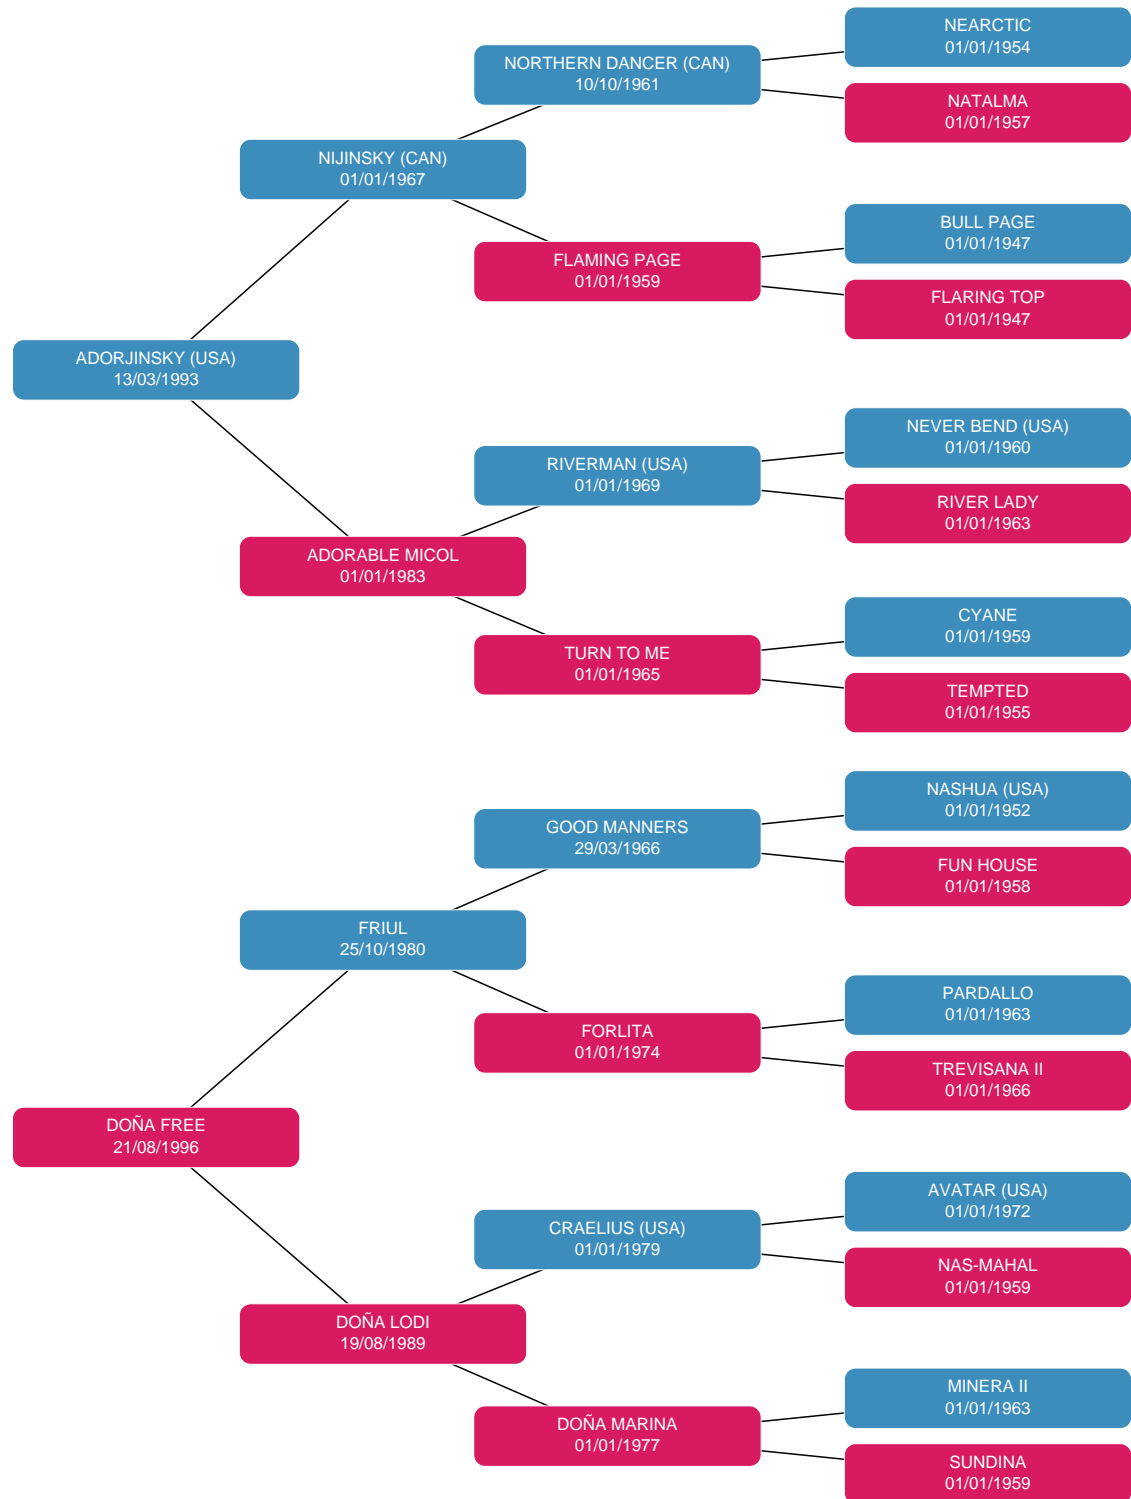 NEARCTIC
01/01/1954
NORTHERN DANCER (CAN)
10/10/1961
NATALMA
01/01/1957
NIJINSKY (CAN)
01/01/1967
BULL PAGE
01/01/1947
FLAMING PAGE
01/01/1959
FLARING TOP
01/01/1947
ADORJINSKY (USA)
13/03/1993
NEVER BEND (USA)
01/01/1960
RIVERMAN (USA)
01/01/1969
RIVER LADY
01/01/1963
ADORABLE MICOL
01/01/1983
CYANE
01/01/1959
TURN TO ME
01/01/1965
TEMPTED
01/01/1955
NASHUA (USA)
01/01/1952
GOOD MANNERS
29/03/1966
FUN HOUSE
01/01/1958
FRIUL
25/10/1980
PARDALLO
01/01/1963
FORLITA
01/01/1974
TREVISANA II
01/01/1966
DOÑA FREE
21/08/1996
AVATAR (USA)
01/01/1972
CRAELIUS (USA)
01/01/1979
NAS-MAHAL
01/01/1959
DOÑA LODI
19/08/1989
MINERA II
01/01/1963
DOÑA MARINA
01/01/1977
SUNDINA
01/01/1959